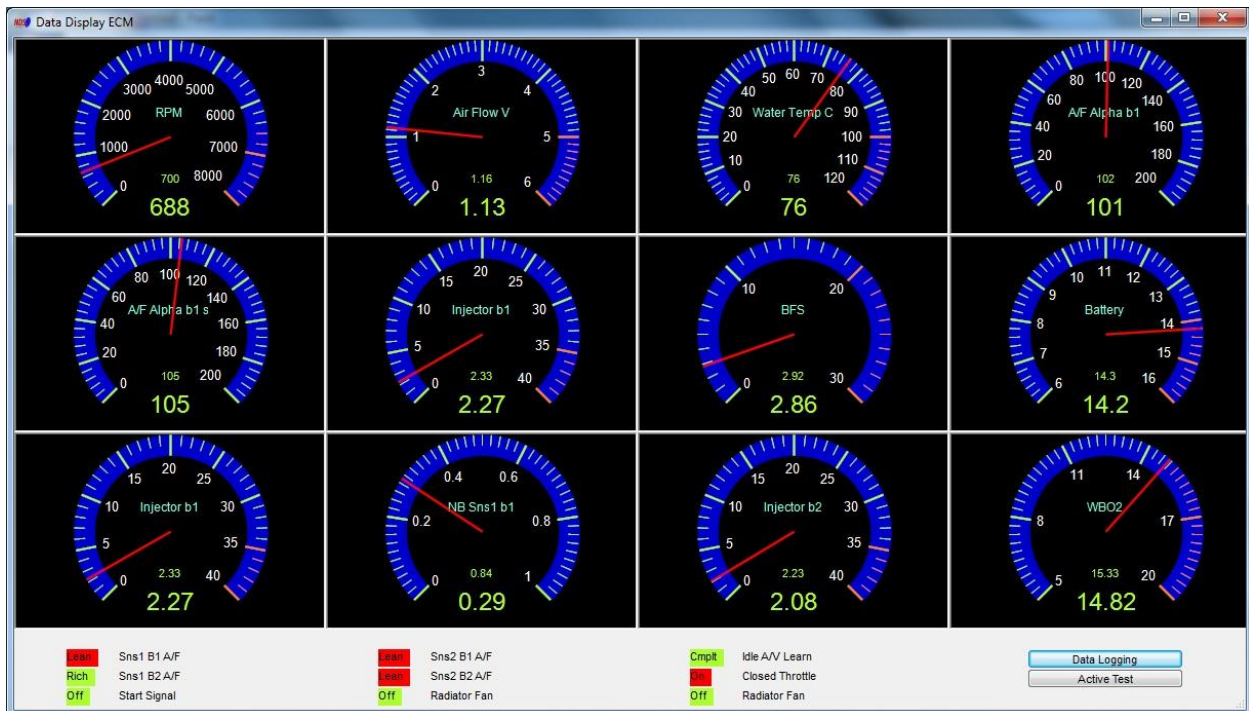 NDS Data Display ECM
0 1000 2000 3000 4000 5000 6000 7000 8000
RPM
700
688
0 1 2 3 4 5 6
Air Flow V
1.16
1.13
0 10 20 30 40 50 60 70 80 90 100 110 120
Water Temp C
76
76
0 20 40 60 80 100 120 140 160 180 200
A/F Alpha b1
102
101
0 20 40 60 80 100 120 140 160 180 200
A/F Alpha b1 s
105
105
0 5 10 15 20 25 30 35 40
Injector b1
2.33
2.27
0 10 20 30
BFS
2.92
2.86
6 7 8 9 10 11 12 13 14 15 16
Battery
14.3
14.2
0 5 10 15 20 25 30 35 40
Injector b1
2.33
2.27
0 0.2 0.4 0.6 0.8 1
NB Sns1 b1
0.84
0.29
0 5 10 15 20 25 30 35 40
Injector b2
2.23
2.08
5 8 11 14 17 20
WBO2
15.33
14.82
Lean Sns1 B1 A/F
Rich Sns1 B2 A/F
Off Start Signal
Lean Sns2 B1 A/F
Lean Sns2 B2 A/F
Off Radiator Fan
Cmplt Idle A/V Learn
On Closed Throttle
Off Radiator Fan
Data Logging
Active Test